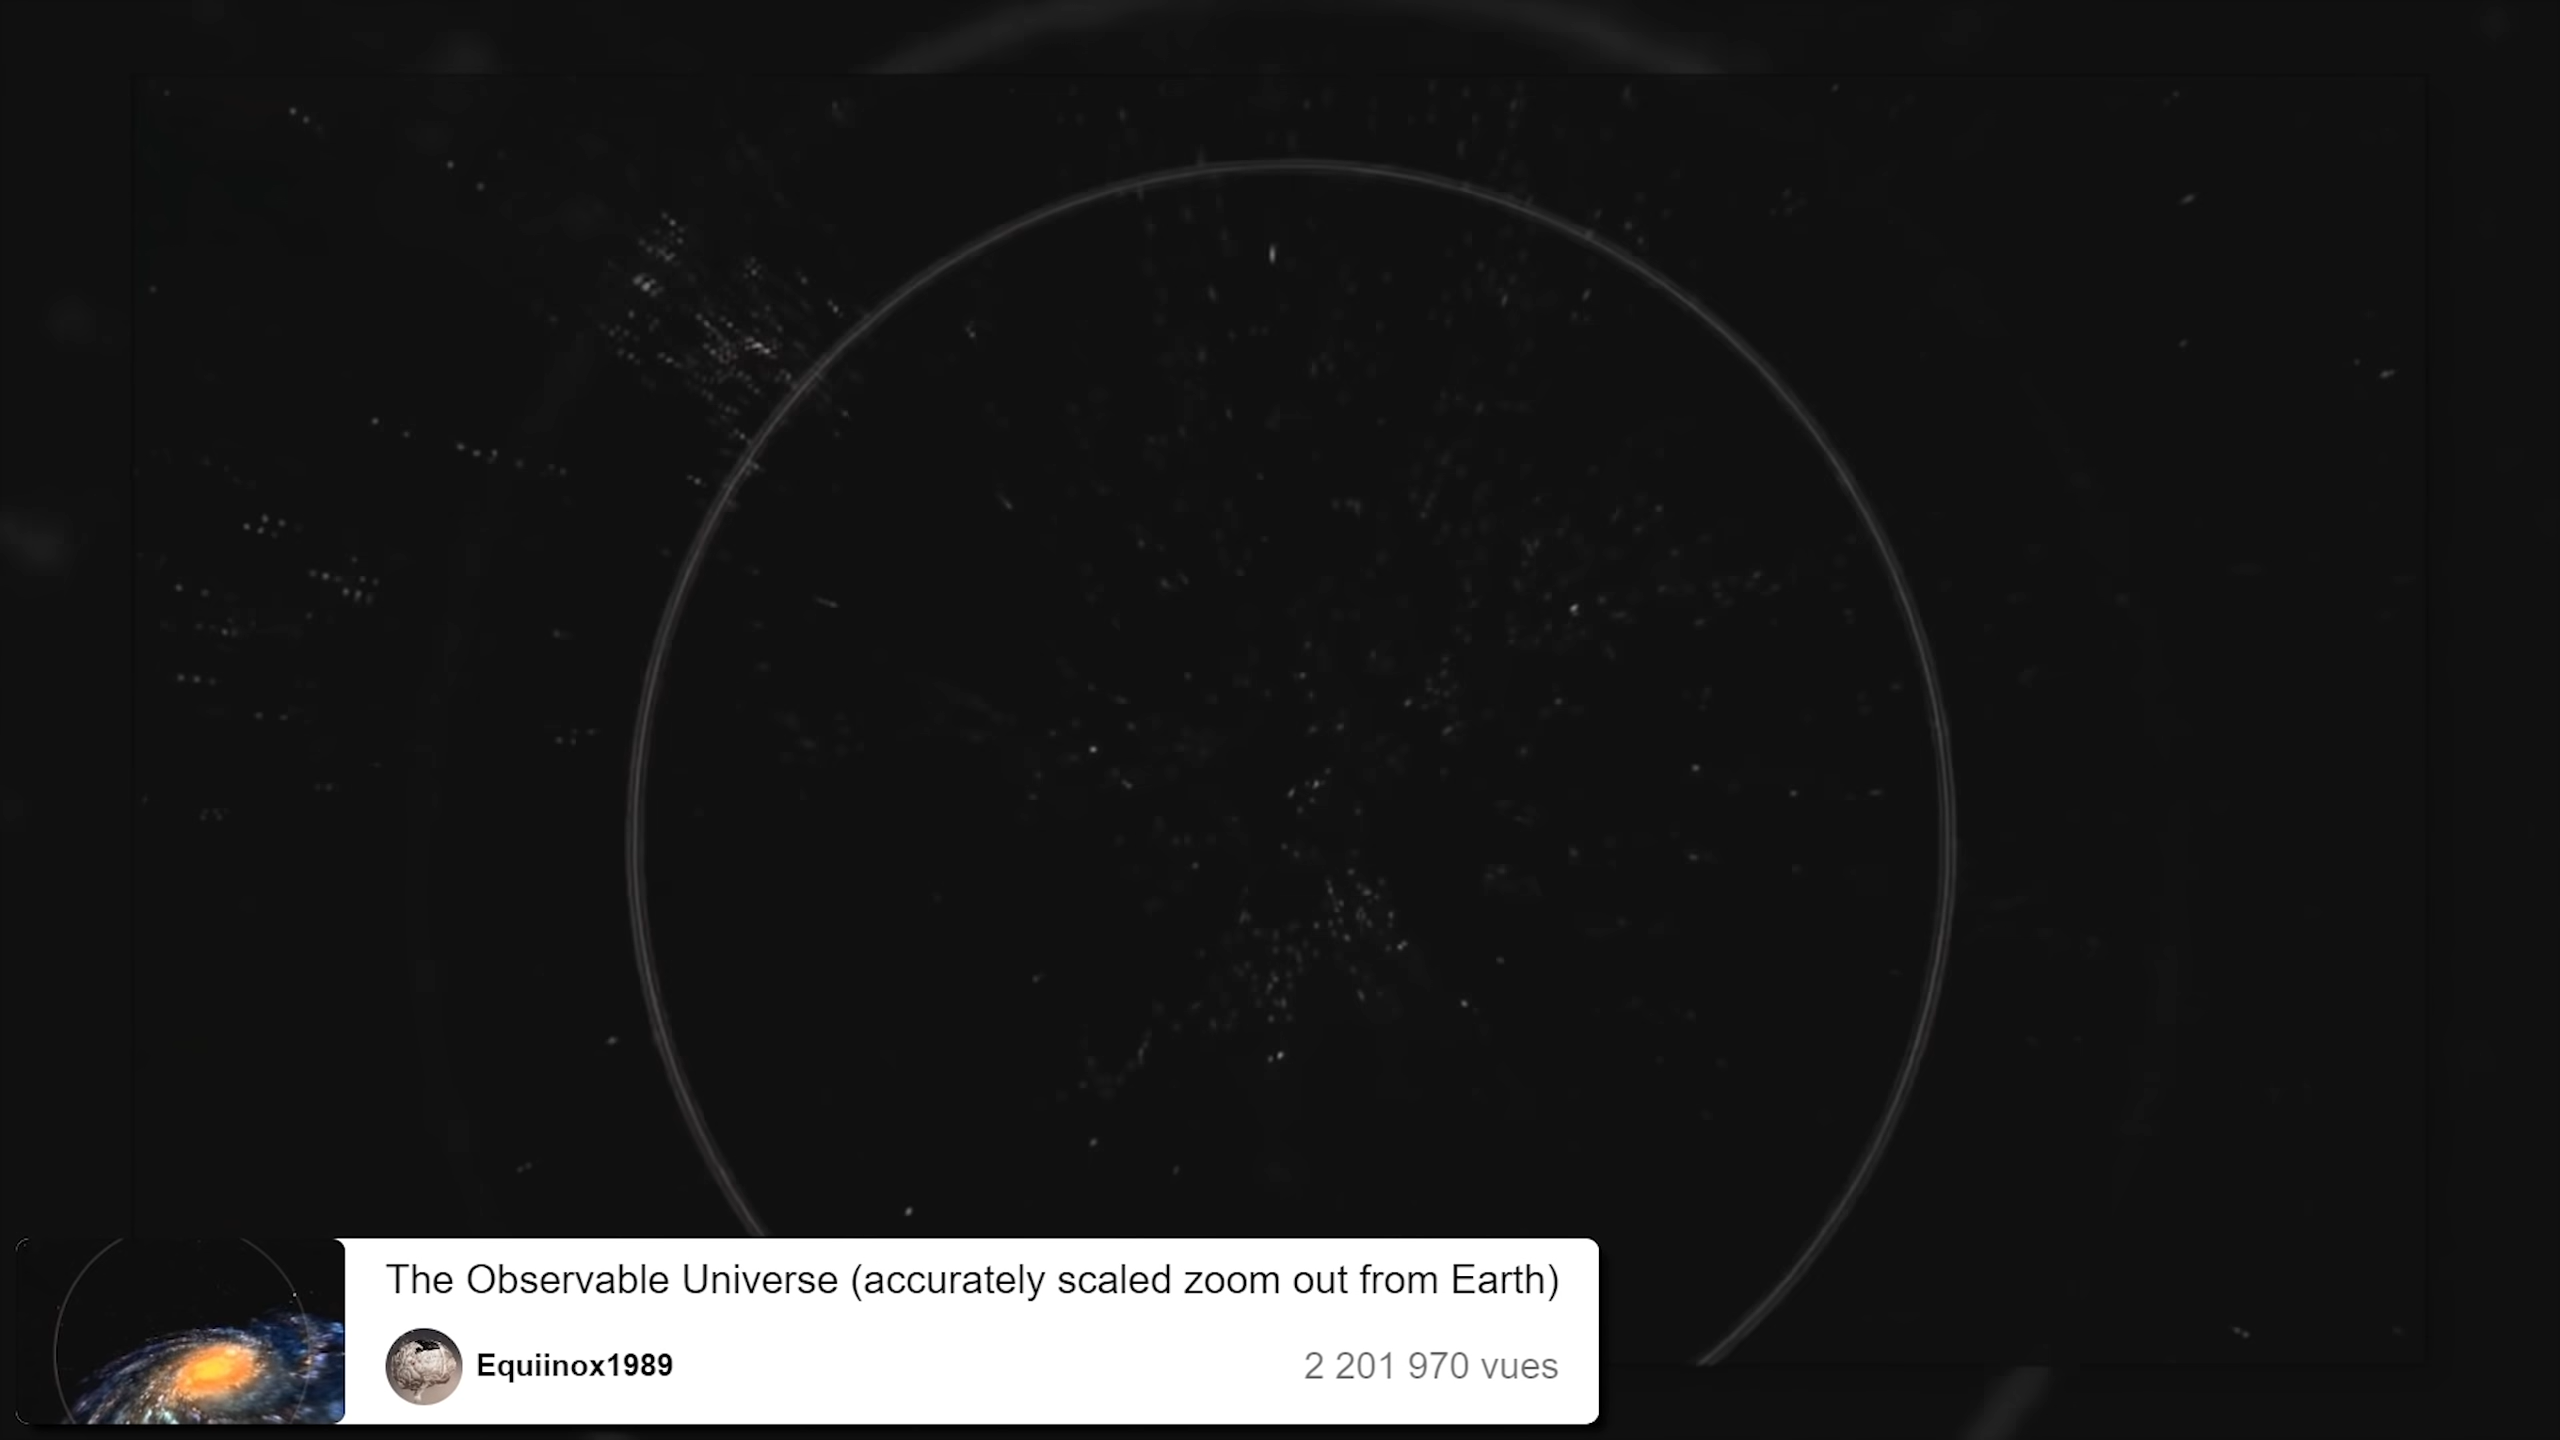 The Observable Universe (accurately scaled zoom out from Earth)
Equiinox1989
2 201 970 vues